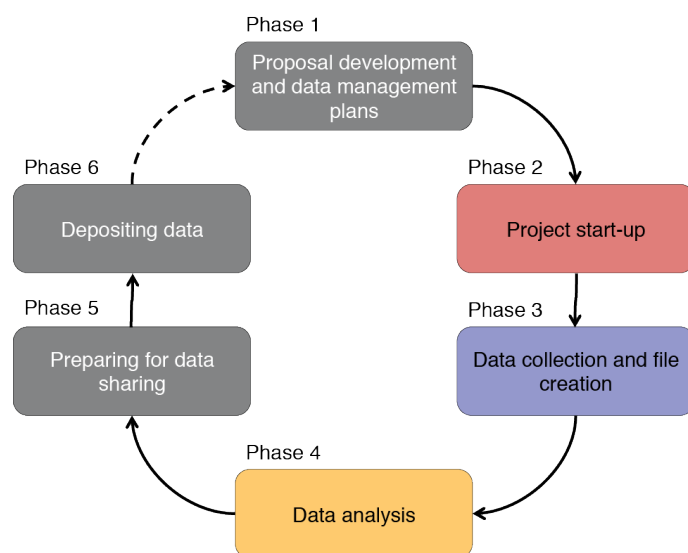 Phase 1
Proposal development
and data management
plans
Phase 2
Project start-up
Phase 3
Data collection and file
creation
Phase 4
Data analysis
Phase 5
Preparing for data
sharing
Phase 6
Depositing data